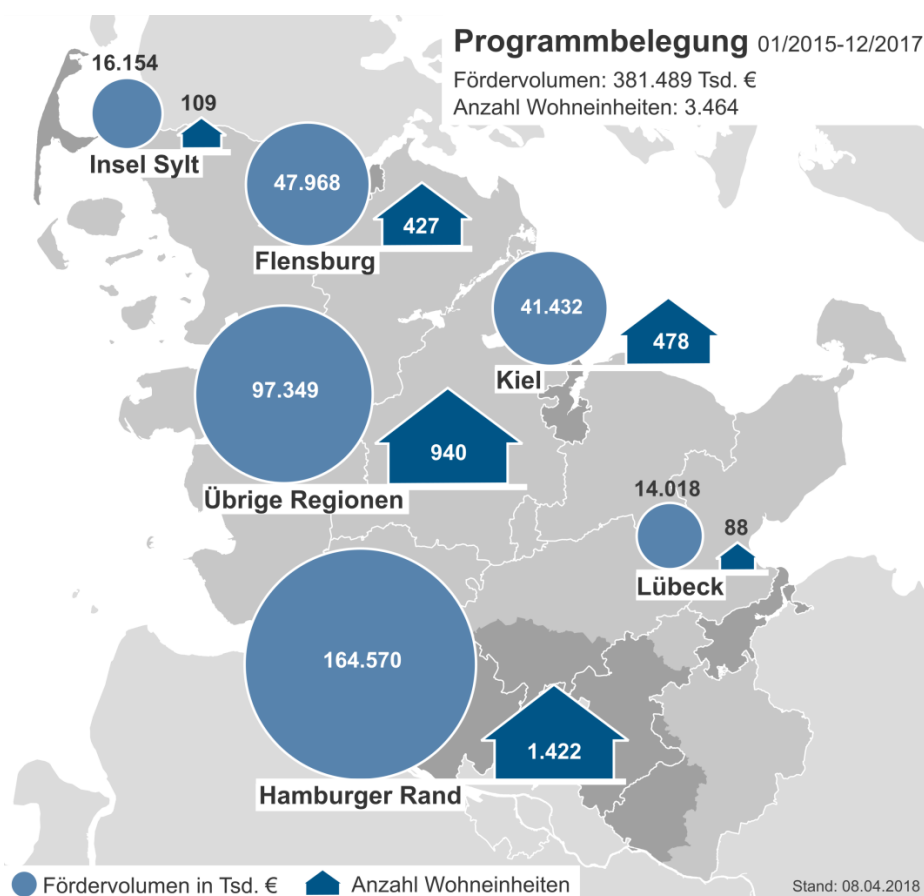 Programmbelegung 01/2015-12/2017
Fördervolumen: 381.489 Tsd. €
Anzahl Wohneinheiten: 3.464
16.154
109
Insel Sylt
47.968
427
Flensburg
41.432
478
Kiel
97.349
940
Übrige Regionen
14.018
88
Lübeck
164.570
1.422
Hamburger Rand
Fördervolumen in Tsd. € Anzahl Wohneinheiten
Stand: 08.04.2018